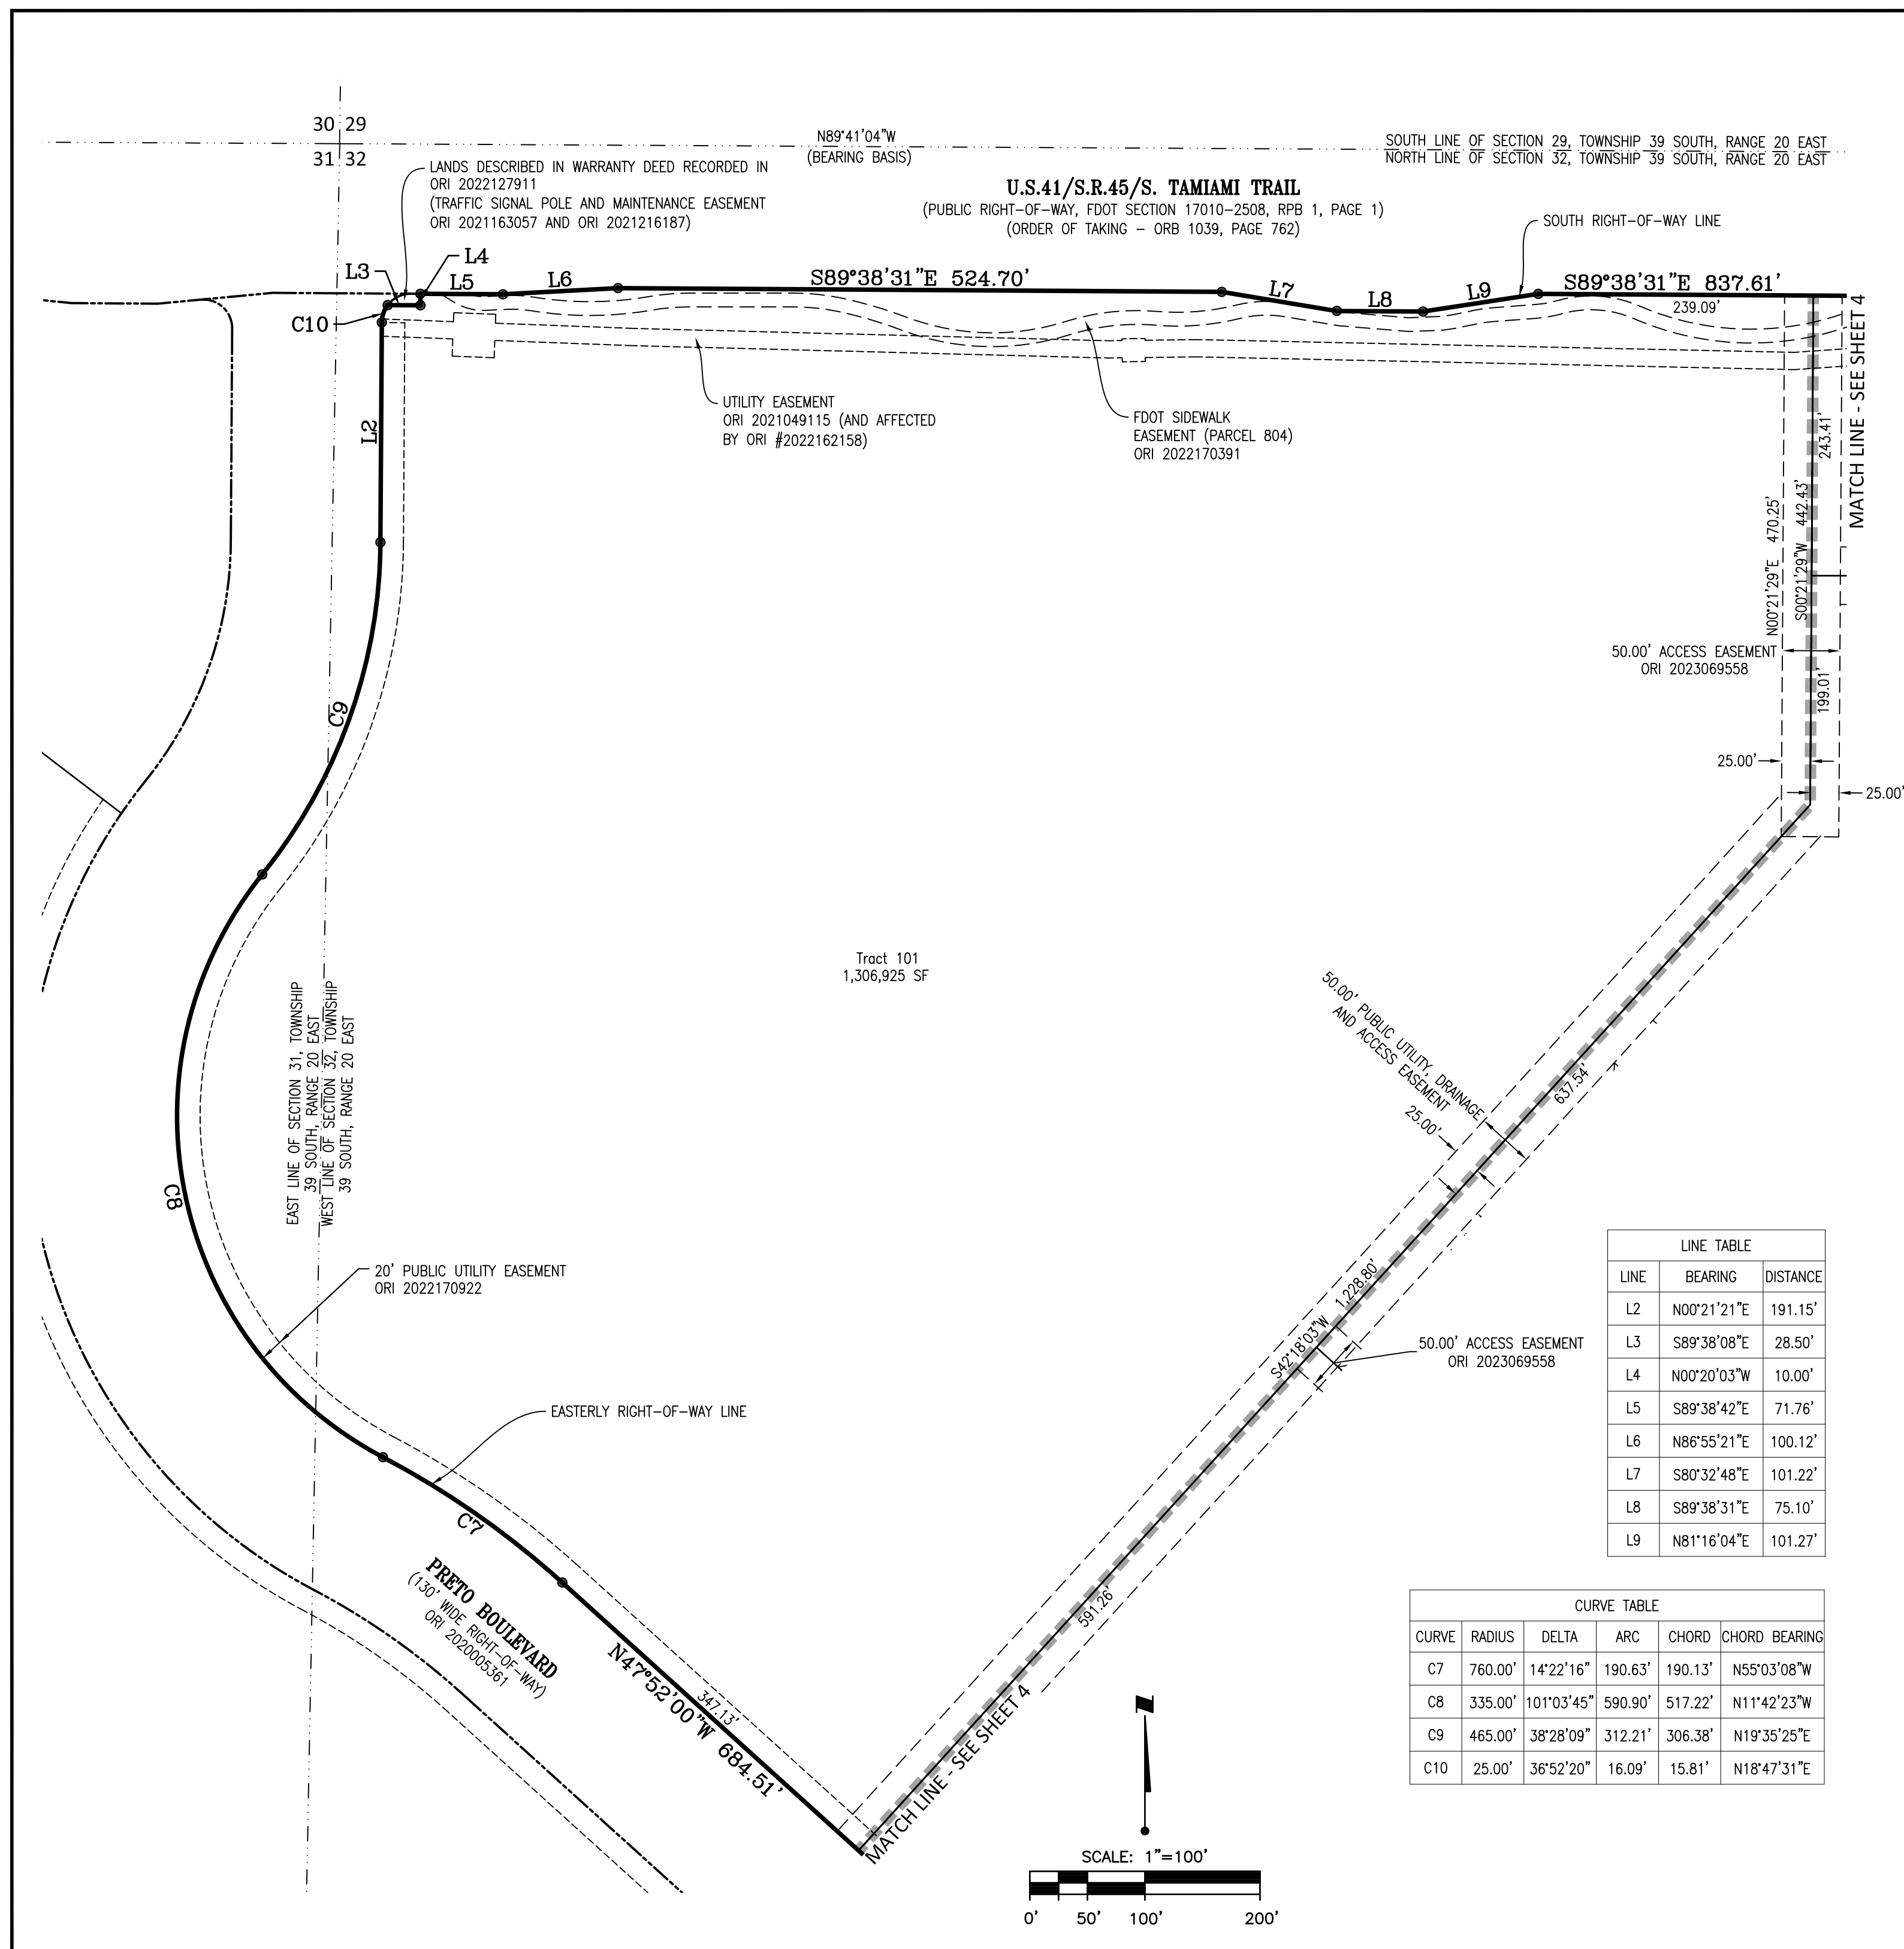 30 29
31 32
N89°41'04"W
(BEARING BASIS)
SOUTH LINE OF SECTION 29, TOWNSHIP 39 SOUTH, RANGE 20 EAST
NORTH LINE OF SECTION 32, TOWNSHIP 39 SOUTH, RANGE 20 EAST
LANDS DESCRIBED IN WARRANTY DEED RECORDED IN
ORI 2022127911
(TRAFFIC SIGNAL POLE AND MAINTENANCE EASEMENT
ORI 2021163057 AND ORI 2021216187)
U.S.41/S.R.45/S. TAMIAMI TRAIL
(PUBLIC RIGHT-OF-WAY, FDOT SECTION 17010-2508, RPB 1, PAGE 1)
(ORDER OF TAKING - ORB 1039, PAGE 762)
SOUTH RIGHT-OF-WAY LINE
L3
L4
L5
L6
S89°38'31"E 524.70'
L7
L8
L9
S89°38'31"E 837.61'
239.09'
C10
L2
UTILITY EASEMENT
ORI 2021049115 (AND AFFECTED
BY ORI #2022162158)
FDOT SIDEWALK
EASEMENT (PARCEL 804)
ORI 2022170391
MATCH LINE - SEE SHEET 4
243.41'
N00°21'29"E 470.25'
S00°21'29"W 442.43'
50.00' ACCESS EASEMENT
ORI 2023069558
199.01'
25.00'
25.00'
C9
Tract 101
1,306,925 SF
EAST LINE OF SECTION 31, TOWNSHIP
39 SOUTH, RANGE 20 EAST
WEST LINE OF SECTION 32, TOWNSHIP
39 SOUTH, RANGE 20 EAST
50.00' PUBLIC UTILITY, DRAINAGE
AND ACCESS EASEMENT
25.00'
637.54'
C8
20' PUBLIC UTILITY EASEMENT
ORI 2022170922
S42°18'03"W 1,228.80'
50.00' ACCESS EASEMENT
ORI 2023069558
EASTERLY RIGHT-OF-WAY LINE
C7
PRETO BOULEVARD
(130' WIDE RIGHT-OF-WAY)
ORI 2020005361
591.26'
347.13'
N47°52'00"W 684.51'
MATCH LINE - SEE SHEET 4
LINE TABLE
LINE BEARING DISTANCE
L2 N00°21'21"E 191.15'
L3 S89°38'08"E 28.50'
L4 N00°20'03"W 10.00'
L5 S89°38'42"E 71.76'
L6 N86°55'21"E 100.12'
L7 S80°32'48"E 101.22'
L8 S89°38'31"E 75.10'
L9 N81°16'04"E 101.27'
CURVE TABLE
CURVE RADIUS DELTA ARC CHORD CHORD BEARING
C7 760.00' 14°22'16" 190.63' 190.13' N55°03'08"W
C8 335.00' 101°03'45" 590.90' 517.22' N11°42'23"W
C9 465.00' 38°28'09" 312.21' 306.38' N19°35'25"E
C10 25.00' 36°52'20" 16.09' 15.81' N18°47'31"E
N
SCALE: 1"=100'
0' 50' 100' 200'